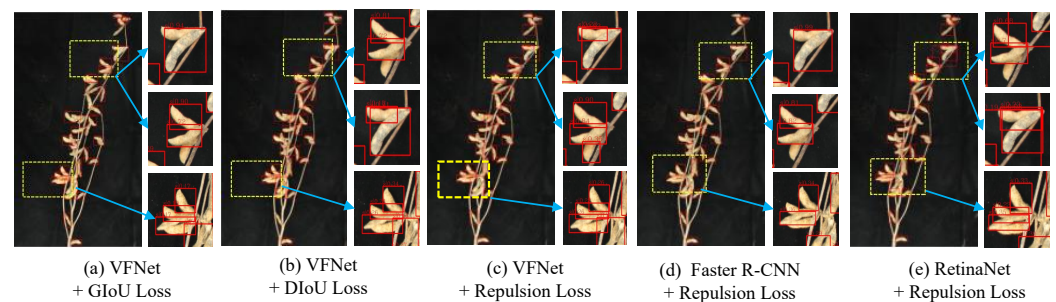 (a) VFNet
+ GIoU Loss
(b) VFNet
+ DIoU Loss
(c) VFNet
+ Repulsion Loss
(d) Faster R-CNN
+ Repulsion Loss
(e) RetinaNet
+ Repulsion Loss